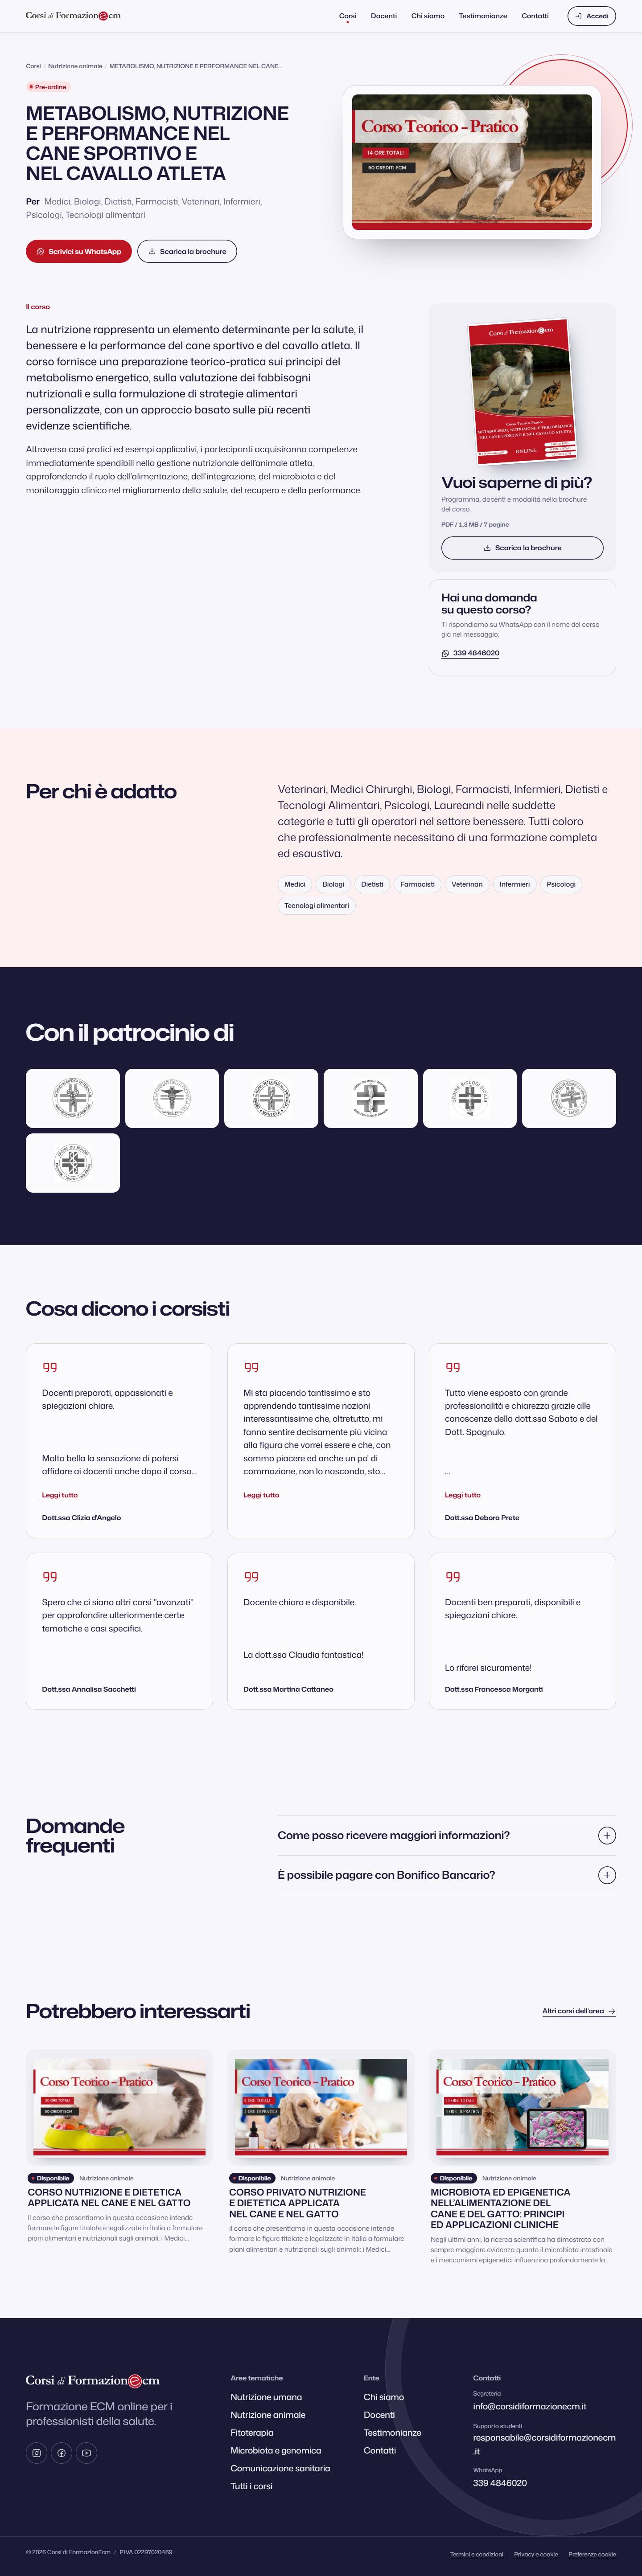 Corsi di FormazionEcm
Corsi
Docenti
Chi siamo
Testimonianze
Contatti
Accedi
Corsi / Nutrizione animale / METABOLISMO, NUTRIZIONE E PERFORMANCE NEL CANE...
Pre-ordine
METABOLISMO, NUTRIZIONE
E PERFORMANCE NEL
CANE SPORTIVO E
NEL CAVALLO ATLETA
Per Medici, Biologi, Dietisti, Farmacisti, Veterinari, Infermieri,
Psicologi, Tecnologi alimentari
Scrivici su WhatsApp
Scarica la brochure
Corso Teorico – Pratico
14 ORE TOTALI
50 CREDITI ECM
Il corso
La nutrizione rappresenta un elemento determinante per la salute, il
benessere e la performance del cane sportivo e del cavallo atleta. Il
corso fornisce una preparazione teorico-pratica sui principi del
metabolismo energetico, sulla valutazione dei fabbisogni
nutrizionali e sulla formulazione di strategie alimentari
personalizzate, con un approccio basato sulle più recenti
evidenze scientifiche.
Attraverso casi pratici ed esempi applicativi, i partecipanti acquisiranno competenze
immediatamente spendibili nella gestione nutrizionale dell'animale atleta,
approfondendo il ruolo dell'alimentazione, dell'integrazione, del microbiota e del
monitoraggio clinico nel miglioramento della salute, del recupero e della performance.
Corsi di FormazionEcm
Corso Teorico-Pratico
METABOLISMO, NUTRIZIONE E PERFORMANCE
NEL CANE SPORTIVO E NEL CAVALLO ATLETA
ONLINE
Vuoi saperne di più?
Programma, docenti e modalità nella brochure
del corso.
PDF / 1,3 MB / 7 pagine
Scarica la brochure
Hai una domanda
su questo corso?
Ti rispondiamo su WhatsApp con il nome del corso
già nel messaggio.
339 4846020
Per chi è adatto
Veterinari, Medici Chirurghi, Biologi, Farmacisti, Infermieri, Dietisti e
Tecnologi Alimentari, Psicologi, Laureandi nelle suddette
categorie e tutti gli operatori nel settore benessere. Tutti coloro
che professionalmente necessitano di una formazione completa
ed esaustiva.
Medici
Biologi
Dietisti
Farmacisti
Veterinari
Infermieri
Psicologi
Tecnologi alimentari
Con il patrocinio di
Cosa dicono i corsisti
Docenti preparati, appassionati e
spiegazioni chiare.
Molto bella la sensazione di potersi
affidare ai docenti anche dopo il corso...
Leggi tutto
Dott.ssa Clizia d'Angelo
Mi sta piacendo tantissimo e sto
apprendendo tantissime nozioni
interessantissime che, oltretutto, mi
fanno sentire decisamente più vicina
alla figura che vorrei essere e che, con
sommo piacere ed anche un po' di
commozione, non lo nascondo, sto...
Leggi tutto
Tutto viene esposto con grande
professionalità e chiarezza grazie alle
conoscenze della dott.ssa Sabato e del
Dott. Spagnulo.
...
Leggi tutto
Dott.ssa Debora Prete
Spero che ci siano altri corsi "avanzati"
per approfondire ulteriormente certe
tematiche e casi specifici.
Dott.ssa Annalisa Sacchetti
Docente chiaro e disponibile.
La dott.ssa Claudia fantastica!
Dott.ssa Martina Cattaneo
Docenti ben preparati, disponibili e
spiegazioni chiare.
Lo rifarei sicuramente!
Dott.ssa Francesca Morganti
Domande
frequenti
Come posso ricevere maggiori informazioni?
È possibile pagare con Bonifico Bancario?
Potrebbero interessarti
Altri corsi dell'area
Corso Teorico – Pratico
50 CREDITI ECM
Disponibile
Nutrizione animale
CORSO NUTRIZIONE E DIETETICA
APPLICATA NEL CANE E NEL GATTO
Il corso che presentiamo in questa occasione intende
formare le figure titolate e legalizzate in Italia a formulare
piani alimentari e nutrizionali sugli animali: i Medici...
Corso Teorico – Pratico
Disponibile
Nutrizione animale
CORSO PRIVATO NUTRIZIONE
E DIETETICA APPLICATA
NEL CANE E NEL GATTO
Il corso che presentiamo in questa occasione intende
formare le figure titolate e legalizzate in Italia a formulare
piani alimentari e nutrizionali sugli animali: i Medici...
Corso Teorico – Pratico
Disponibile
Nutrizione animale
MICROBIOTA ED EPIGENETICA
NELL'ALIMENTAZIONE DEL
CANE E DEL GATTO: PRINCIPI
ED APPLICAZIONI CLINICHE
Negli ultimi anni, la ricerca scientifica ha dimostrato con
sempre maggiore evidenza quanto il microbiota intestinale
e i meccanismi epigenetici influenzino profondamente la...
Corsi di FormazionEcm
Formazione ECM online per i
professionisti della salute.
Aree tematiche
Nutrizione umana
Nutrizione animale
Fitoterapia
Microbiota e genomica
Comunicazione sanitaria
Tutti i corsi
Ente
Chi siamo
Docenti
Testimonianze
Contatti
Contatti
Segreteria
info@corsidiformazionecm.it
Supporto studenti
responsabile@corsidiformazionecm
.it
WhatsApp
339 4846020
© 2026 Corsi di FormazionEcm / P.IVA 02297020469
Termini e condizioni
Privacy e cookie
Preferenze cookie